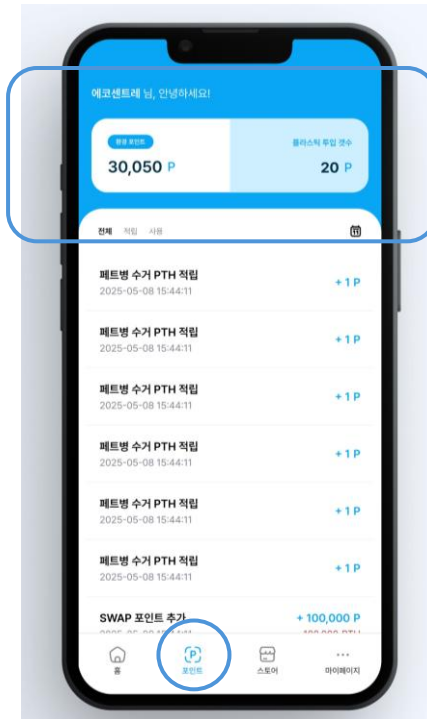 에코센트레 님, 안녕하세요!
환경 포인트
플라스틱 투입 갯수
30,050 P
20 P
전체 적립 사용
11
페트병 수거 PTH 적립
2025-05-08 15:44:11
+ 1 P
페트병 수거 PTH 적립
2025-05-08 15:44:11
+ 1 P
페트병 수거 PTH 적립
2025-05-08 15:44:11
+ 1 P
페트병 수거 PTH 적립
2025-05-08 15:44:11
+ 1 P
페트병 수거 PTH 적립
2025-05-08 15:44:11
+ 1 P
페트병 수거 PTH 적립
2025-05-08 15:44:11
+ 1 P
SWAP 포인트 추가
+ 100,000 P
P
홈
포인트
스토어
마이페이지